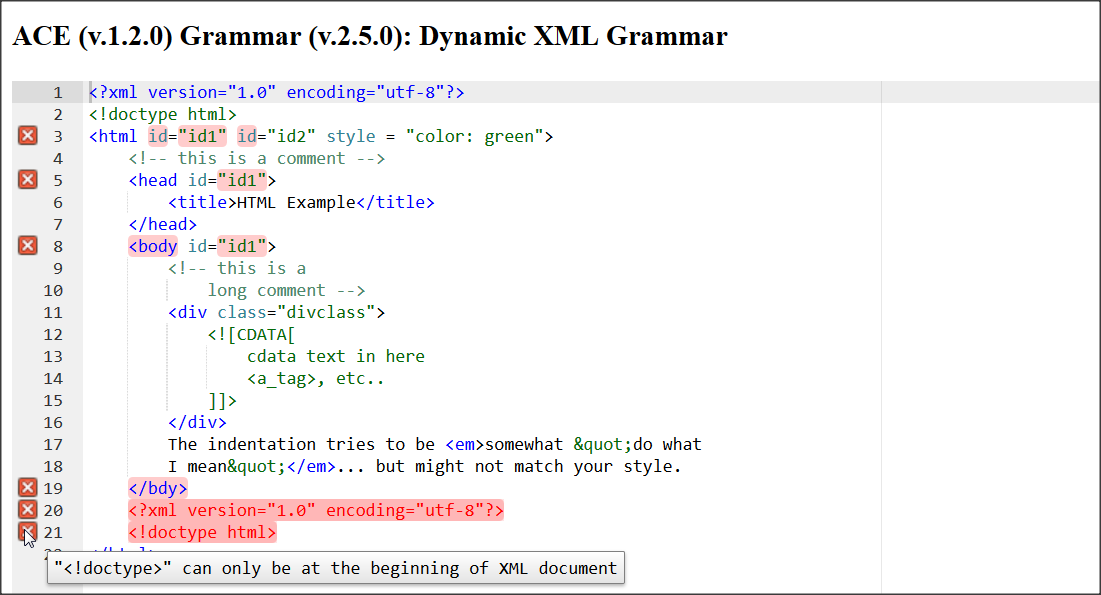 ACE (v.1.2.0) Grammar (v.2.5.0): Dynamic XML Grammar
1 <?xml version="1.0" encoding="utf-8"?>
2 <!doctype html>
3 <html id="id1" id="id2" style = "color: green">
4 <!-- this is a comment -->
5 <head id="id1">
6 <title>HTML Example</title>
7 </head>
8 <body id="id1">
9 <!-- this is a
10 long comment -->
11 <div class="divclass">
12 <![CDATA[
13 cdata text in here
14 <a_tag>, etc..
15 ]]>
16 </div>
17 The indentation tries to be <em>somewhat &quot;do what
18 I mean&quot;</em>... but might not match your style.
19 </bdy>
20 <?xml version="1.0" encoding="utf-8"?>
21 <!doctype html>
"<!doctype>" can only be at the beginning of XML document